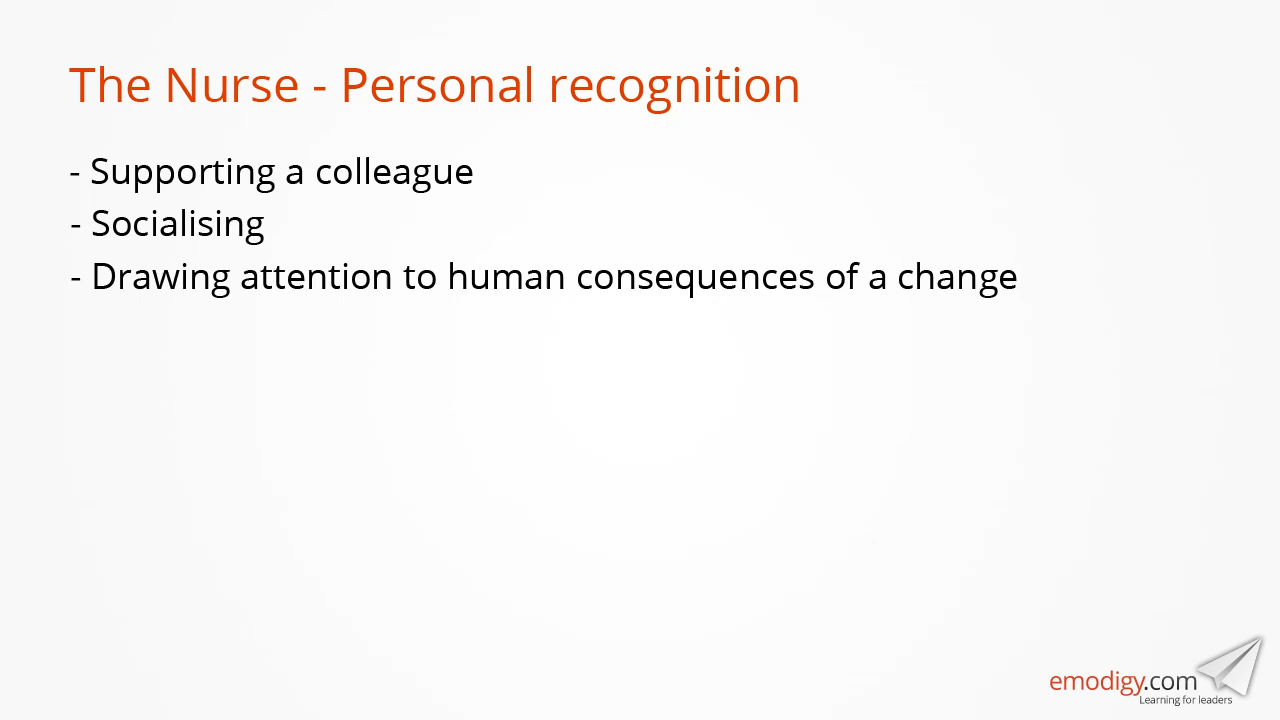 The Nurse - Personal recognition
- Supporting a colleague
- Socialising
- Drawing attention to human consequences of a change
emodigy.com
Learning for leaders